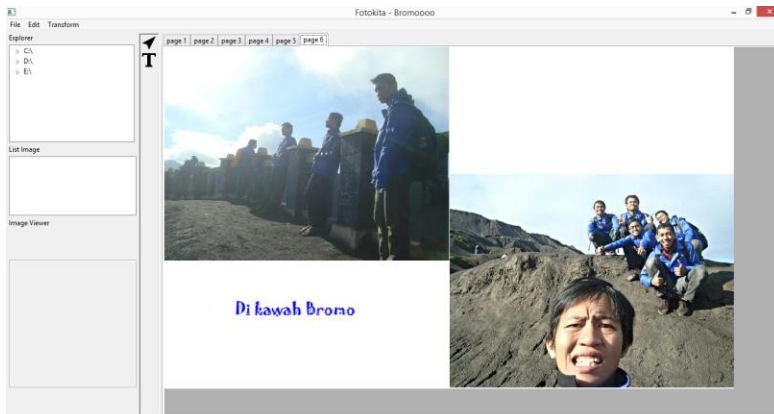 Fotokita - Bromoooo
File Edit Transform
Explorer
C:\
D:\
E:\
List Image
Image Viewer
T
page 1 page 2 page 3 page 4 page 5 page 6
Di kawah Bromo